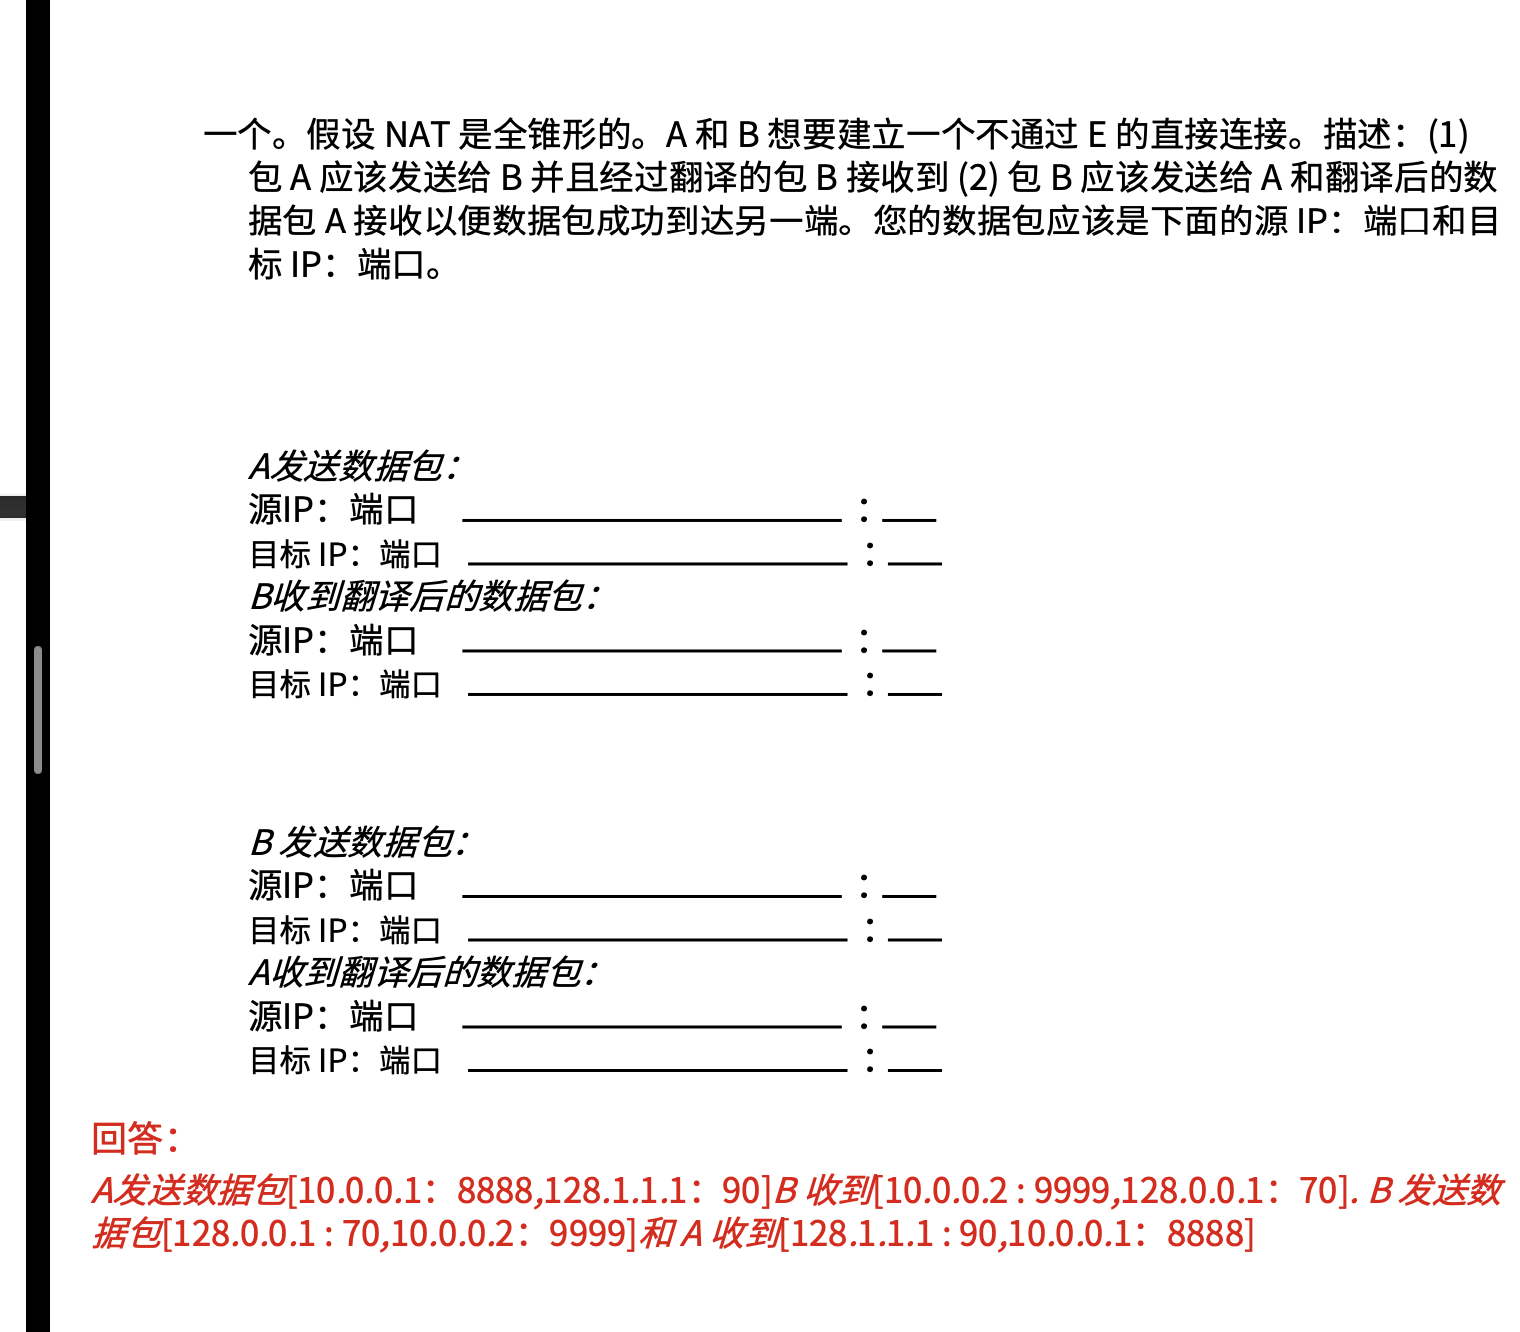 一个。假设 NAT 是全锥形的。A 和 B 想要建立一个不通过 E 的直接连接。描述：(1)
包 A 应该发送给 B 并且经过翻译的包 B 接收到 (2) 包 B 应该发送给 A 和翻译后的数
据包 A 接收以便数据包成功到达另一端。您的数据包应该是下面的源 IP：端口和目
标 IP：端口。
A发送数据包：
源IP：端口 ____________________ ：___
目标 IP：端口 ____________________ ：___
B收到翻译后的数据包：
源IP：端口 ____________________ ：___
目标 IP：端口 ____________________ ：___
B 发送数据包：
源IP：端口 ____________________ ：___
目标 IP：端口 ____________________ ：___
A收到翻译后的数据包：
源IP：端口 ____________________ ：___
目标 IP：端口 ____________________ ：___
回答：
A发送数据包[10.0.0.1：8888,128.1.1.1：90]B 收到[10.0.0.2 : 9999,128.0.0.1：70]. B 发送数
据包[128.0.0.1 : 70,10.0.0.2：9999]和 A 收到[128.1.1.1 : 90,10.0.0.1：8888]